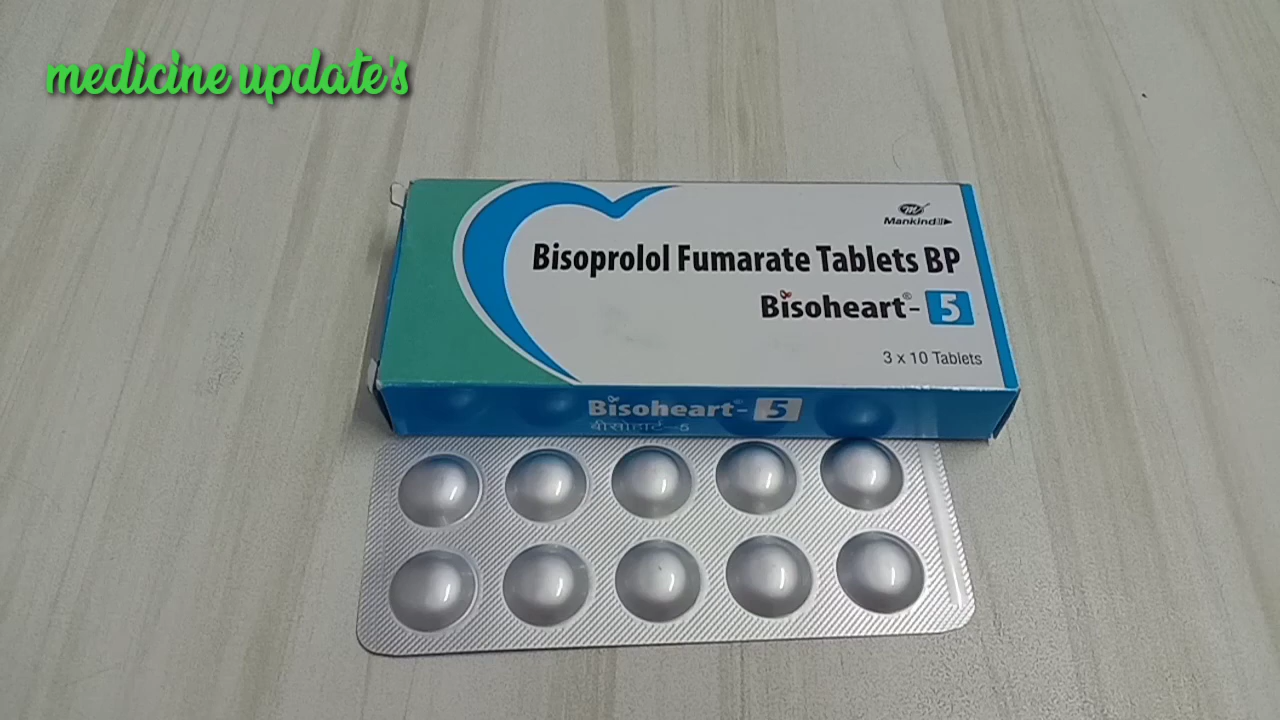 medicine update's
Mankind
Bisoprolol Fumarate Tablets BP
Bisoheart®-5
3 x 10 Tablets
Bisoheart®-5
बीसोहार्ट-5